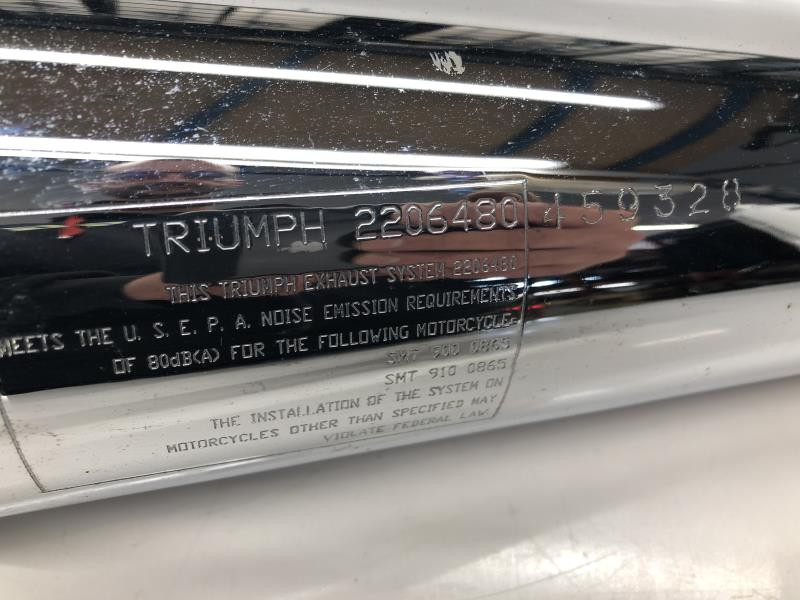 TRIUMPH 2206480 459328
THIS TRIUMPH EXHAUST SYSTEM 2206480
MEETS THE U. S. E. P. A. NOISE EMISSION REQUIREMENTS
OF 80dB(A) FOR THE FOLLOWING MOTORCYCLE:
SMT 900 0865
SMT 910 0865
THE INSTALLATION OF THE SYSTEM ON
MOTORCYCLES OTHER THAN SPECIFIED MAY
VIOLATE FEDERAL LAW.